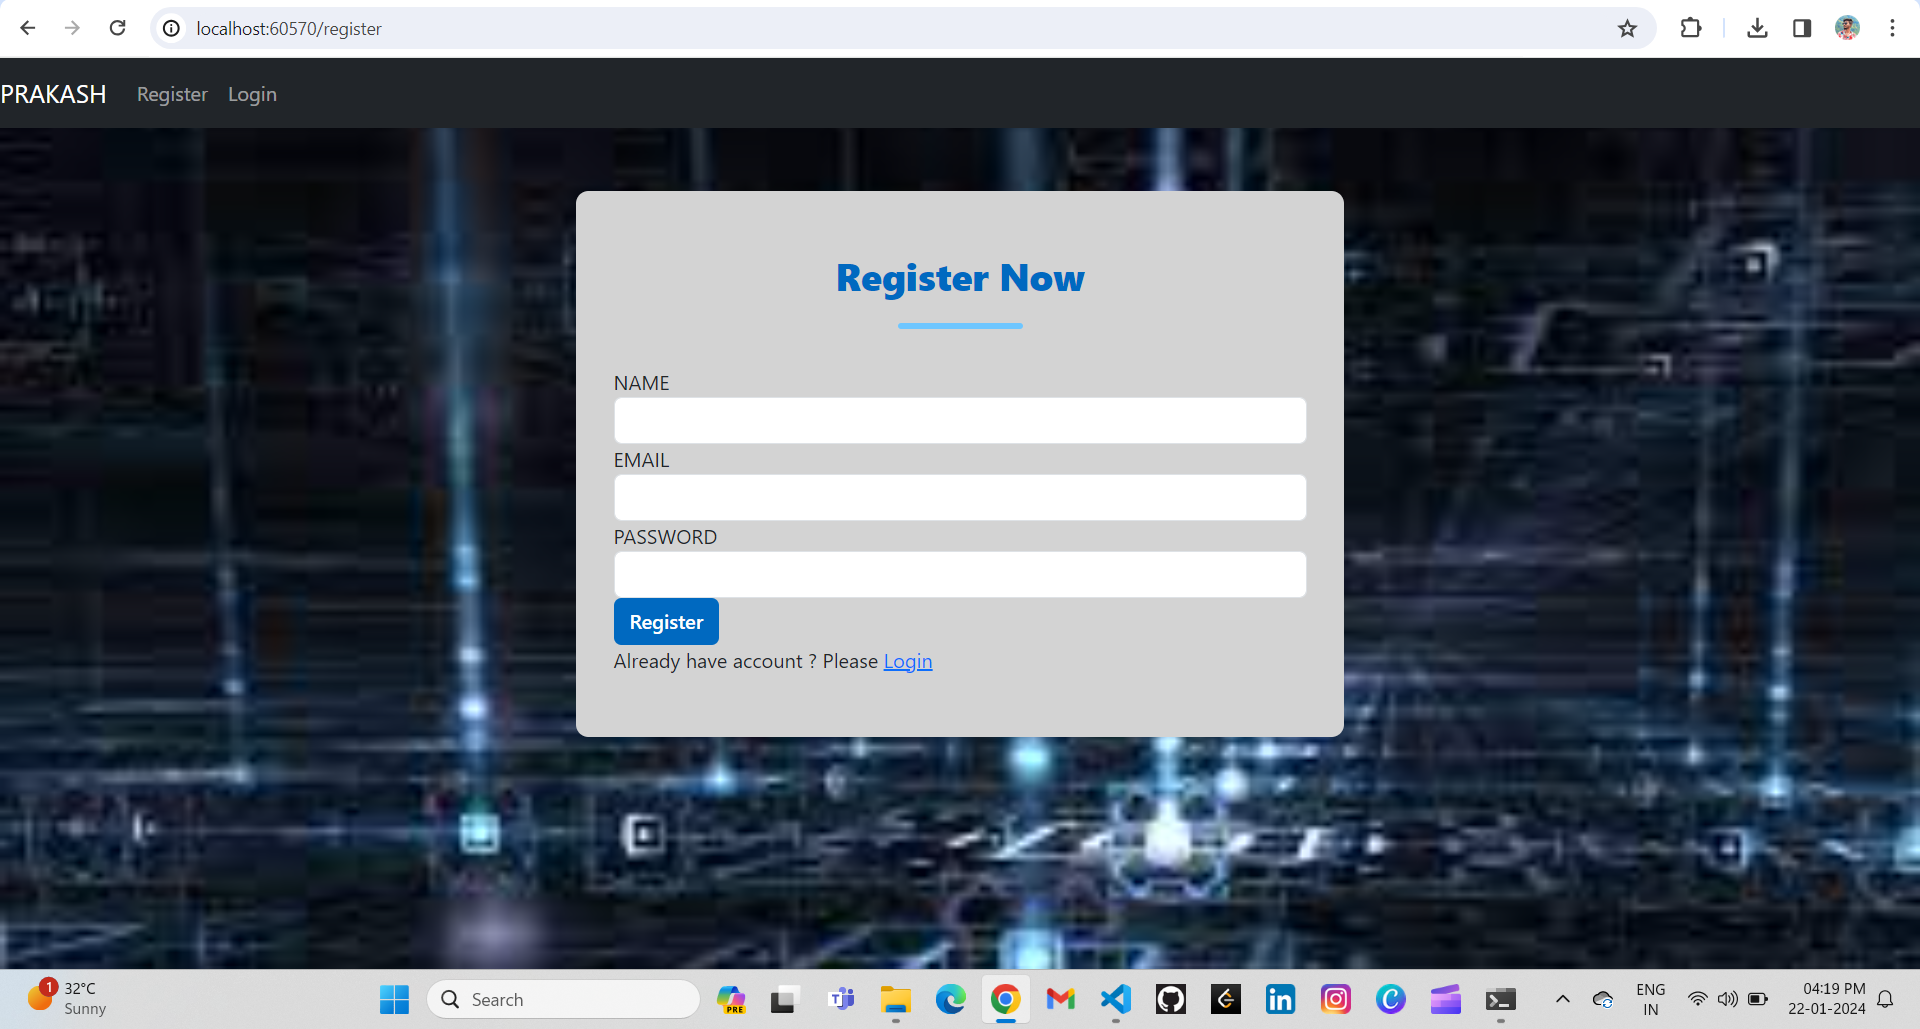 localhost:60570/register
PRAKASH Register Login
Register Now
NAME
EMAIL
PASSWORD
Register
Already have account ? Please Login
1 32°C
Sunny
Search
PRE
ENG
IN
04:19 PM
22-01-2024